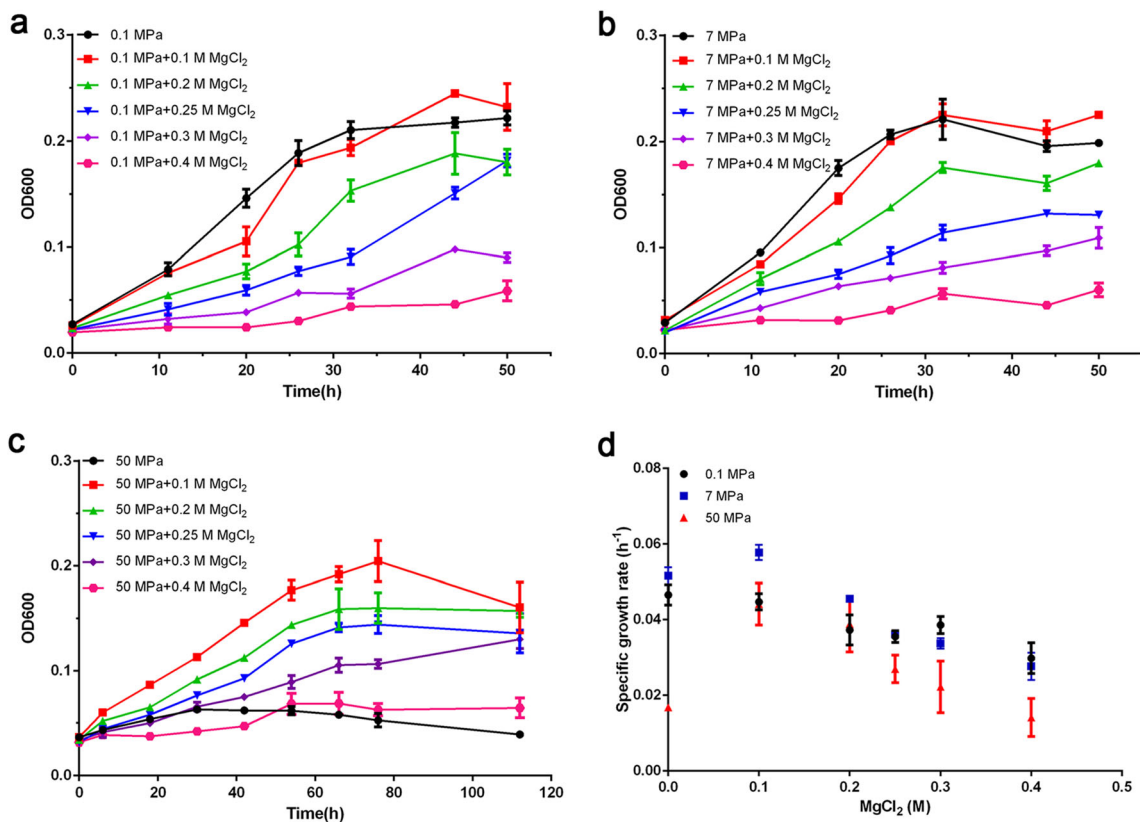 a
0.3
0.2
0.1
0.0
OD600
0 10 20 30 40 50
Time(h)
0.1 MPa
0.1 MPa+0.1 M MgCl₂
0.1 MPa+0.2 M MgCl₂
0.1 MPa+0.25 M MgCl₂
0.1 MPa+0.3 M MgCl₂
0.1 MPa+0.4 M MgCl₂
b
0.3
0.2
0.1
0.0
OD600
0 10 20 30 40 50
Time(h)
7 MPa
7 MPa+0.1 M MgCl₂
7 MPa+0.2 M MgCl₂
7 MPa+0.25 M MgCl₂
7 MPa+0.3 M MgCl₂
7 MPa+0.4 M MgCl₂
c
0.3
0.2
0.1
0.0
OD600
0 20 40 60 80 100 120
Time(h)
50 MPa
50 MPa+0.1 M MgCl₂
50 MPa+0.2 M MgCl₂
50 MPa+0.25 M MgCl₂
50 MPa+0.3 M MgCl₂
50 MPa+0.4 M MgCl₂
d
0.08
0.06
0.04
0.02
0.00
Specific growth rate (h⁻¹)
0.0 0.1 0.2 0.3 0.4 0.5
MgCl₂ (M)
0.1 MPa
7 MPa
50 MPa